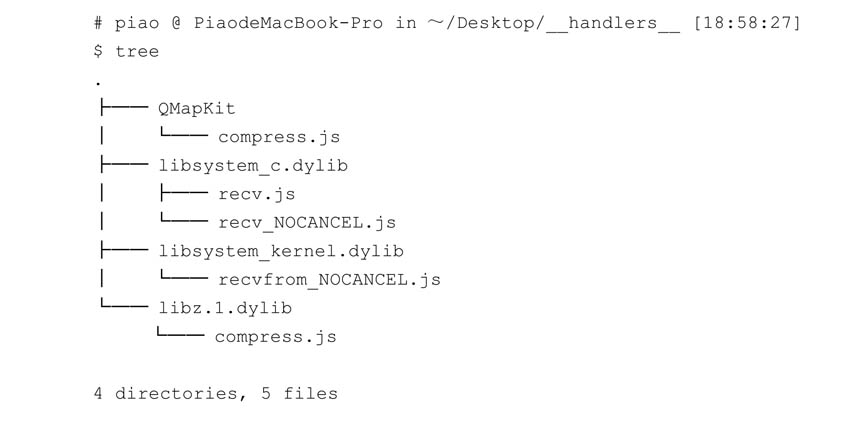 # piao @ PiaodeMacBook-Pro in ～/Desktop/__handlers__ [18:58:27]
$ tree
.
├── QMapKit
│   └── compress.js
├── libsystem_c.dylib
│   ├── recv.js
│   └── recv_NOCANCEL.js
├── libsystem_kernel.dylib
│   └── recvfrom_NOCANCEL.js
└── libz.1.dylib
    └── compress.js
4 directories, 5 files